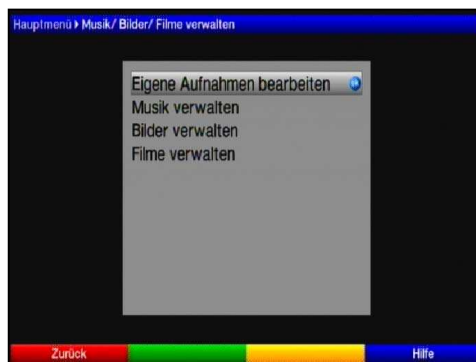 Hauptmenü ▸ Musik/ Bilder/ Filme verwalten
Eigene Aufnahmen bearbeiten
Musik verwalten
Bilder verwalten
Filme verwalten
Zurück
Hilfe